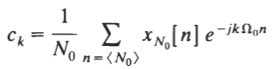 c_k = \frac{1}{N_0} \sum_{n = \langle N_0 \rangle} x_{N_0}[n] e^{-jk\Omega_0 n}